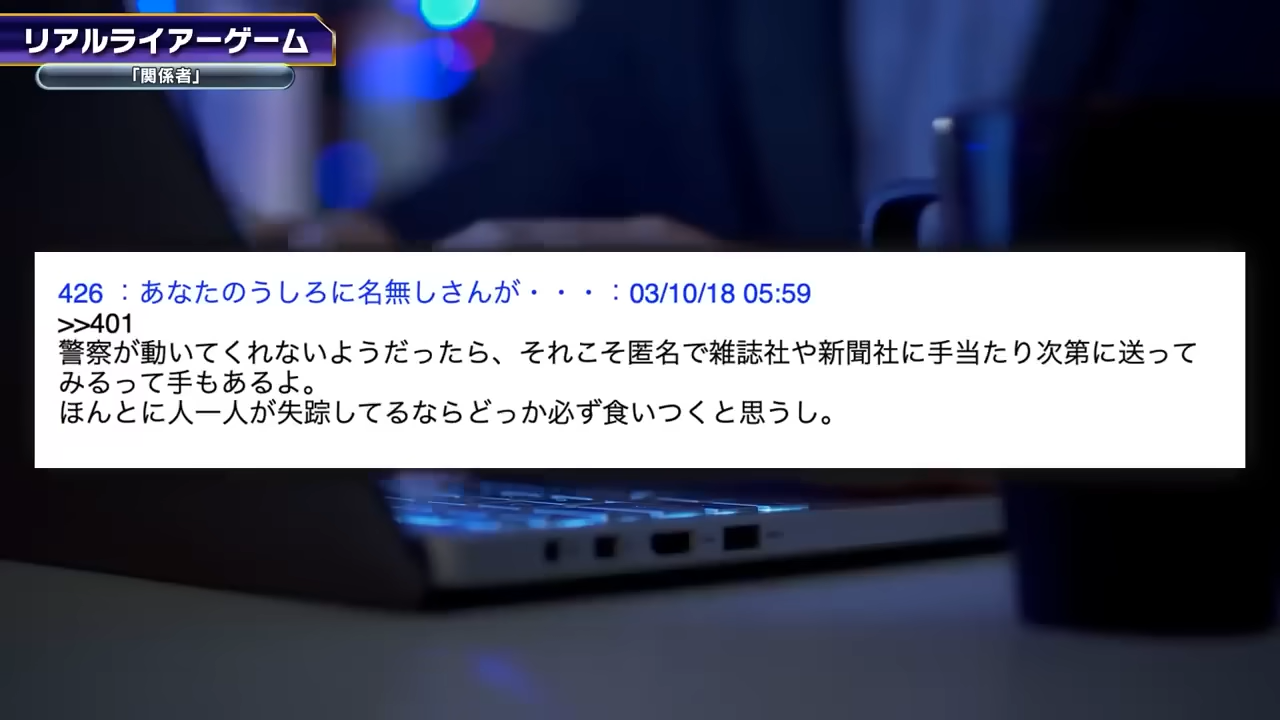 リアルライアーゲーム
「関係者」
426 ：あなたのうしろに名無しさんが・・・：03/10/18 05:59
>>401
警察が動いてくれないようだったら、それこそ匿名で雑誌社や新聞社に手当たり次第に送って
みるって手もあるよ。
ほんとに人一人が失踪してるならどっか必ず食いつくと思うし。